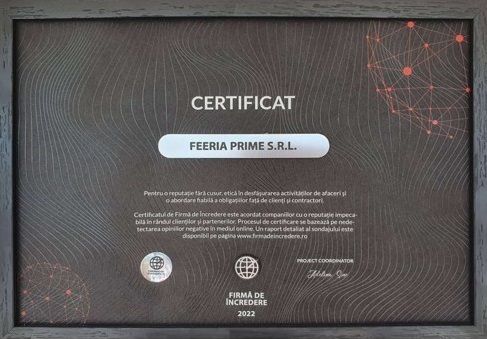 CERTIFICAT
FEERIA PRIME S.R.L.
Pentru o reputație fără cusur, etică în desfășurarea activităților de afaceri și
o abordare fiabilă a obligațiilor față de clienți și contractori.
Certificatul de Firmă de Încredere este acordat companiilor cu o reputație impeca-
bilă în rândul clienților și partenerilor. Procesul de certificare se bazează pe nede-
tectarea opiniilor negative în mediul online. Un raport detaliat al sondajului este
disponibil pe pagina www.firmadeincredere.ro
PROJECT COORDINATOR
FIRMĂ DE
ÎNCREDERE
2022